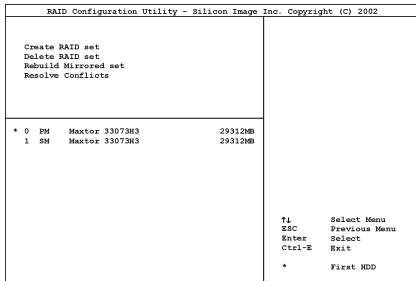 RAID Configuration Utility - Silicon Image Inc. Copyright (C) 2002
Create RAID set
Delete RAID set
Rebuild Mirrored set
Resolve Conflicts
* 0 PM Maxtor 33073H3 29312MB
1 SM Maxtor 33073H3 29312MB
↑↓ Select Menu
ESC Previous Menu
Enter Select
Ctrl-E Exit
* First HDD